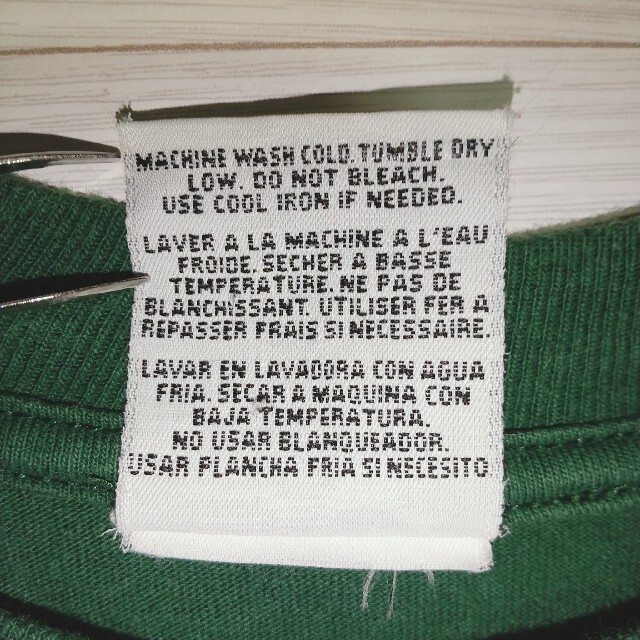 MACHINE WASH COLD. TUMBLE DRY
LOW. DO NOT BLEACH.
USE COOL IRON IF NEEDED.
LAVER A LA MACHINE A L'EAU
FROIDE. SECHER A BASSE
TEMPERATURE. NE PAS DE
BLANCHISSANT. UTILISER FER A
REPASSER FRAIS SI NECESSAIRE.
LAVAR EN LAVADORA CON AGUA
FRIA. SECAR A MAQUINA CON
BAJA TEMPERATURA.
NO USAR BLANQUEADOR.
USAR PLANCHA FRIA SI NECESITO.